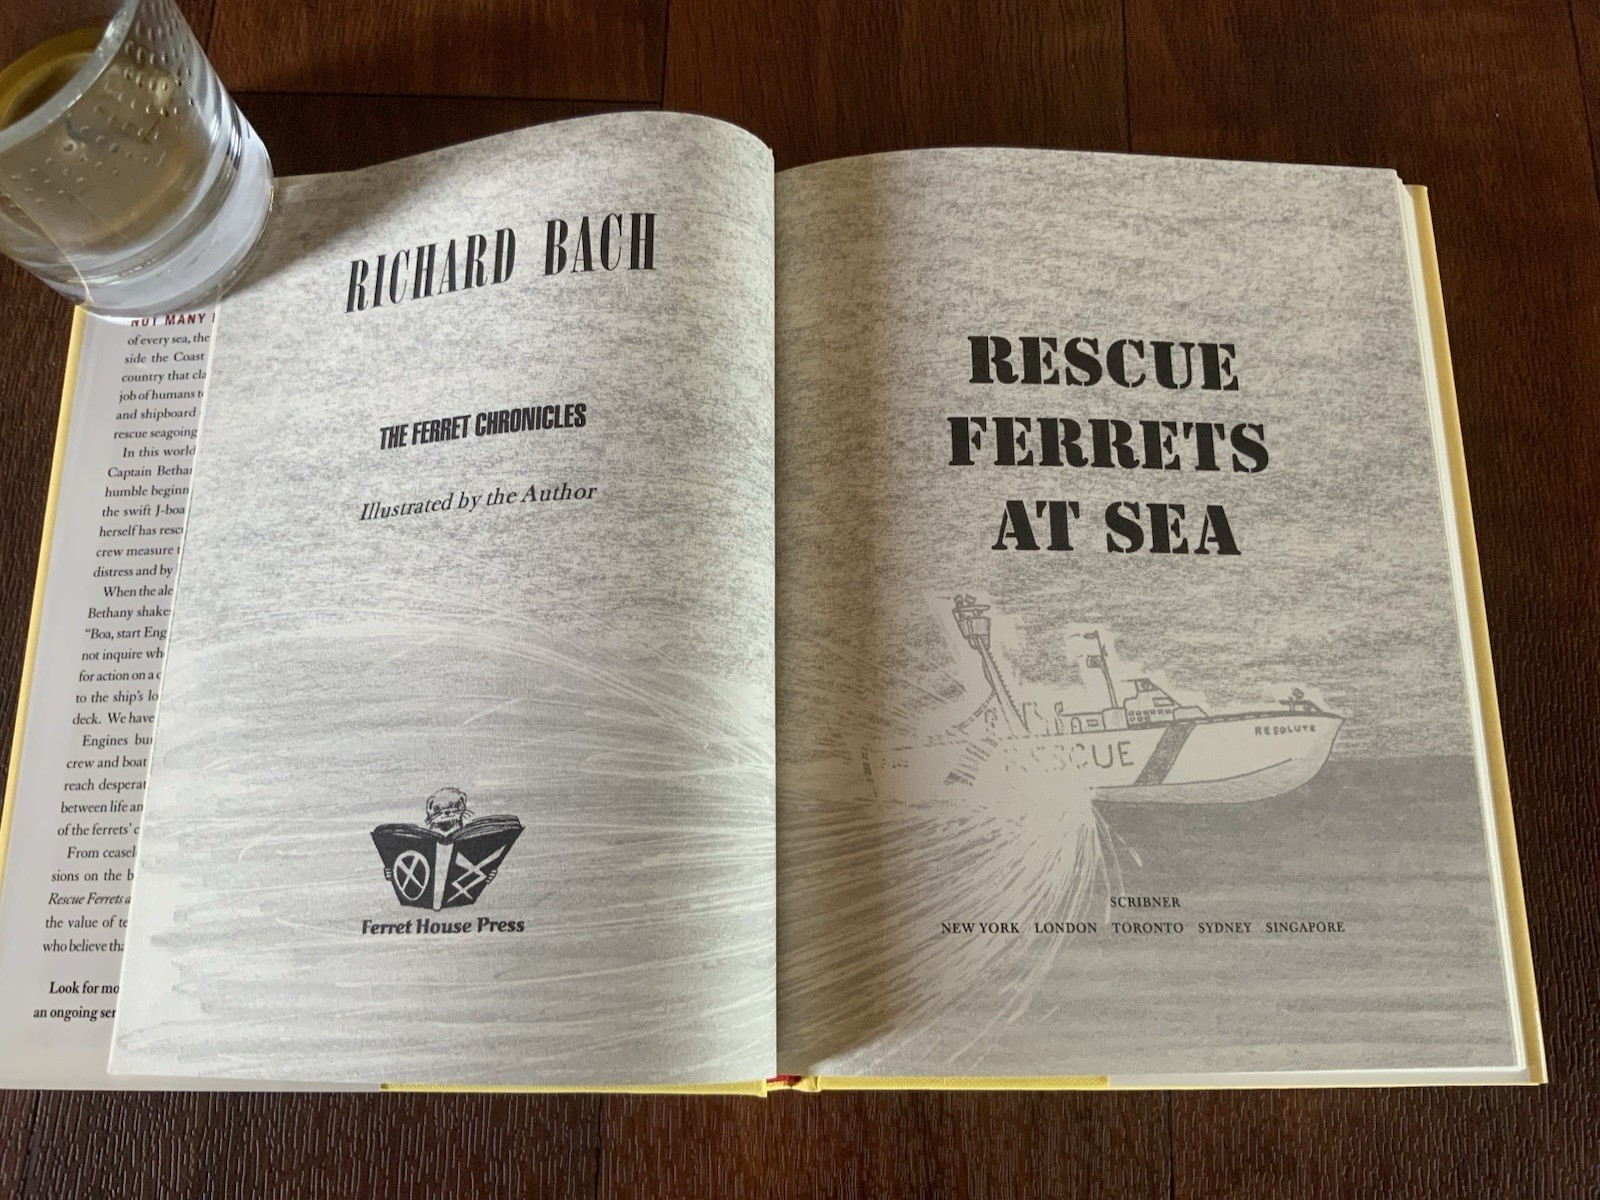 NOT MANY
of every sea, the
side the Coast
country that cla
job of humans t
and shipboard
rescue seagoing
In this world
Captain Betha
humble beginn
the swift J-boa
herself has resc
crew measure t
distress and by
When the ale
Bethany shake
“Boa, start Eng
not inquire wh
for action on a c
to the ship’s lo
deck. We have
Engines bu
crew and boat
reach desperat
between life an
of the ferrets’ c
From ceasel
sions on the b
Rescue Ferrets a
the value of te
who believe tha
Look for mo
an ongoing ser
RICHARD BACH
THE FERRET CHRONICLES
Illustrated by the Author
Ferret House Press
RESCUE
FERRETS
AT SEA
RESOLUTE
RESCUE
SCRIBNER
NEW YORK LONDON TORONTO SYDNEY SINGAPORE